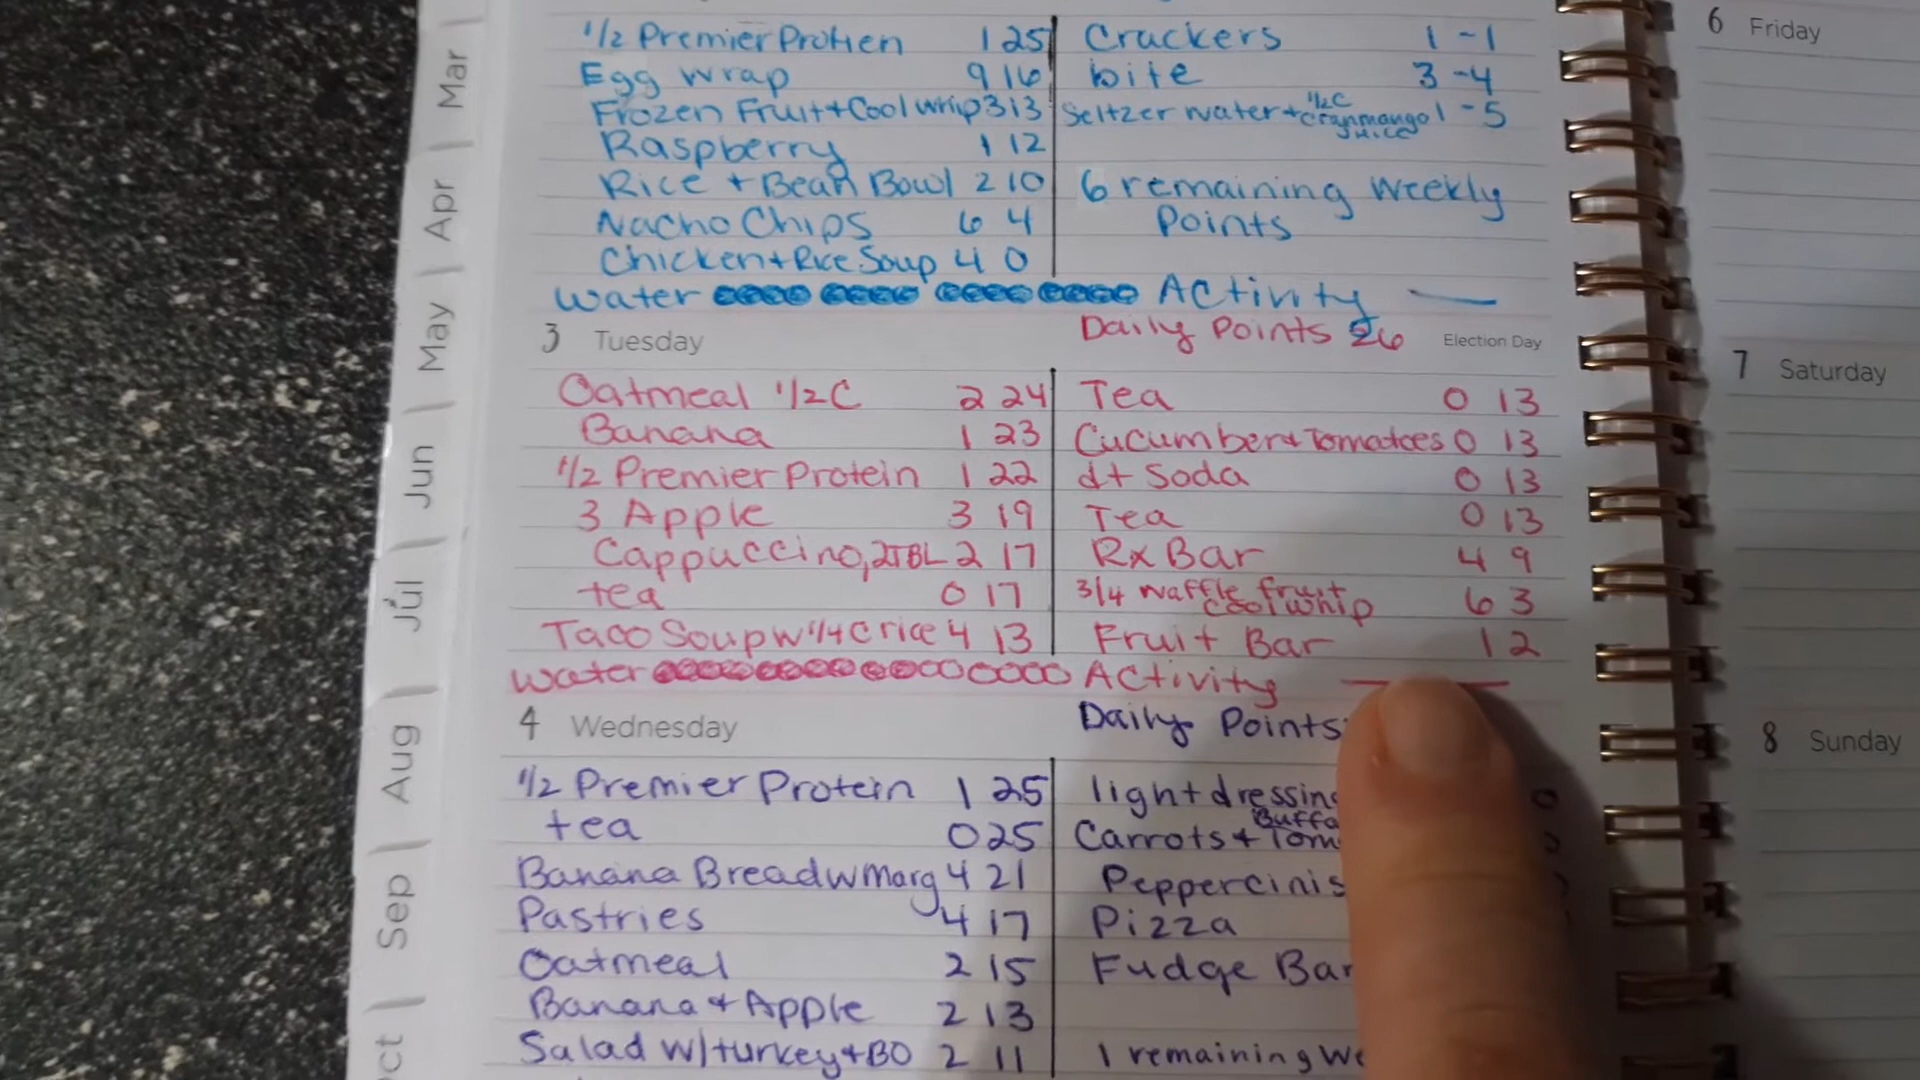 Mar
Apr
May
Jun
Jul
Aug
Sep
ct
1/2 Premier Protien 1 25
Egg wrap 9 16
Frozen Fruit+Cool whip 3 13
Raspberry 1 12
Rice + Bean Bowl 2 10
Nacho Chips 6 4
Chicken+Rice Soup 4 0
Crackers 1 -1
bite 3 -4
Seltzer water + 1/2C cranmango juice 1 -5
6 remaining weekly
Points
Water Activity —
3 Tuesday Daily Points 26 Election Day
Oatmeal 1/2 C 2 24
Banana 1 23
1/2 Premier Protein 1 22
3 Apple 3 19
Cappuccino, 2TBL 2 17
tea 0 17
Taco Soup w 1/4 C rice 4 13
Tea 0 13
Cucumber + Tomatoes 0 13
dt Soda 0 13
Tea 0 13
Rx Bar 4 9
3/4 waffle fruit
coolwhip 6 3
Fruit Bar 1 2
Water Activity —
4 Wednesday Daily Points
1/2 Premier Protein 1 25
tea 0 25
Banana Bread w Marg 4 21
Pastries 4 17
Oatmeal 2 15
Banana + Apple 2 13
Salad w/turkey+BO 2 11
light dressing
Buffa
Carrots + Tom
Peppercinis
Pizza
Fudge Bar
1 remaining We
6 Friday
7 Saturday
8 Sunday